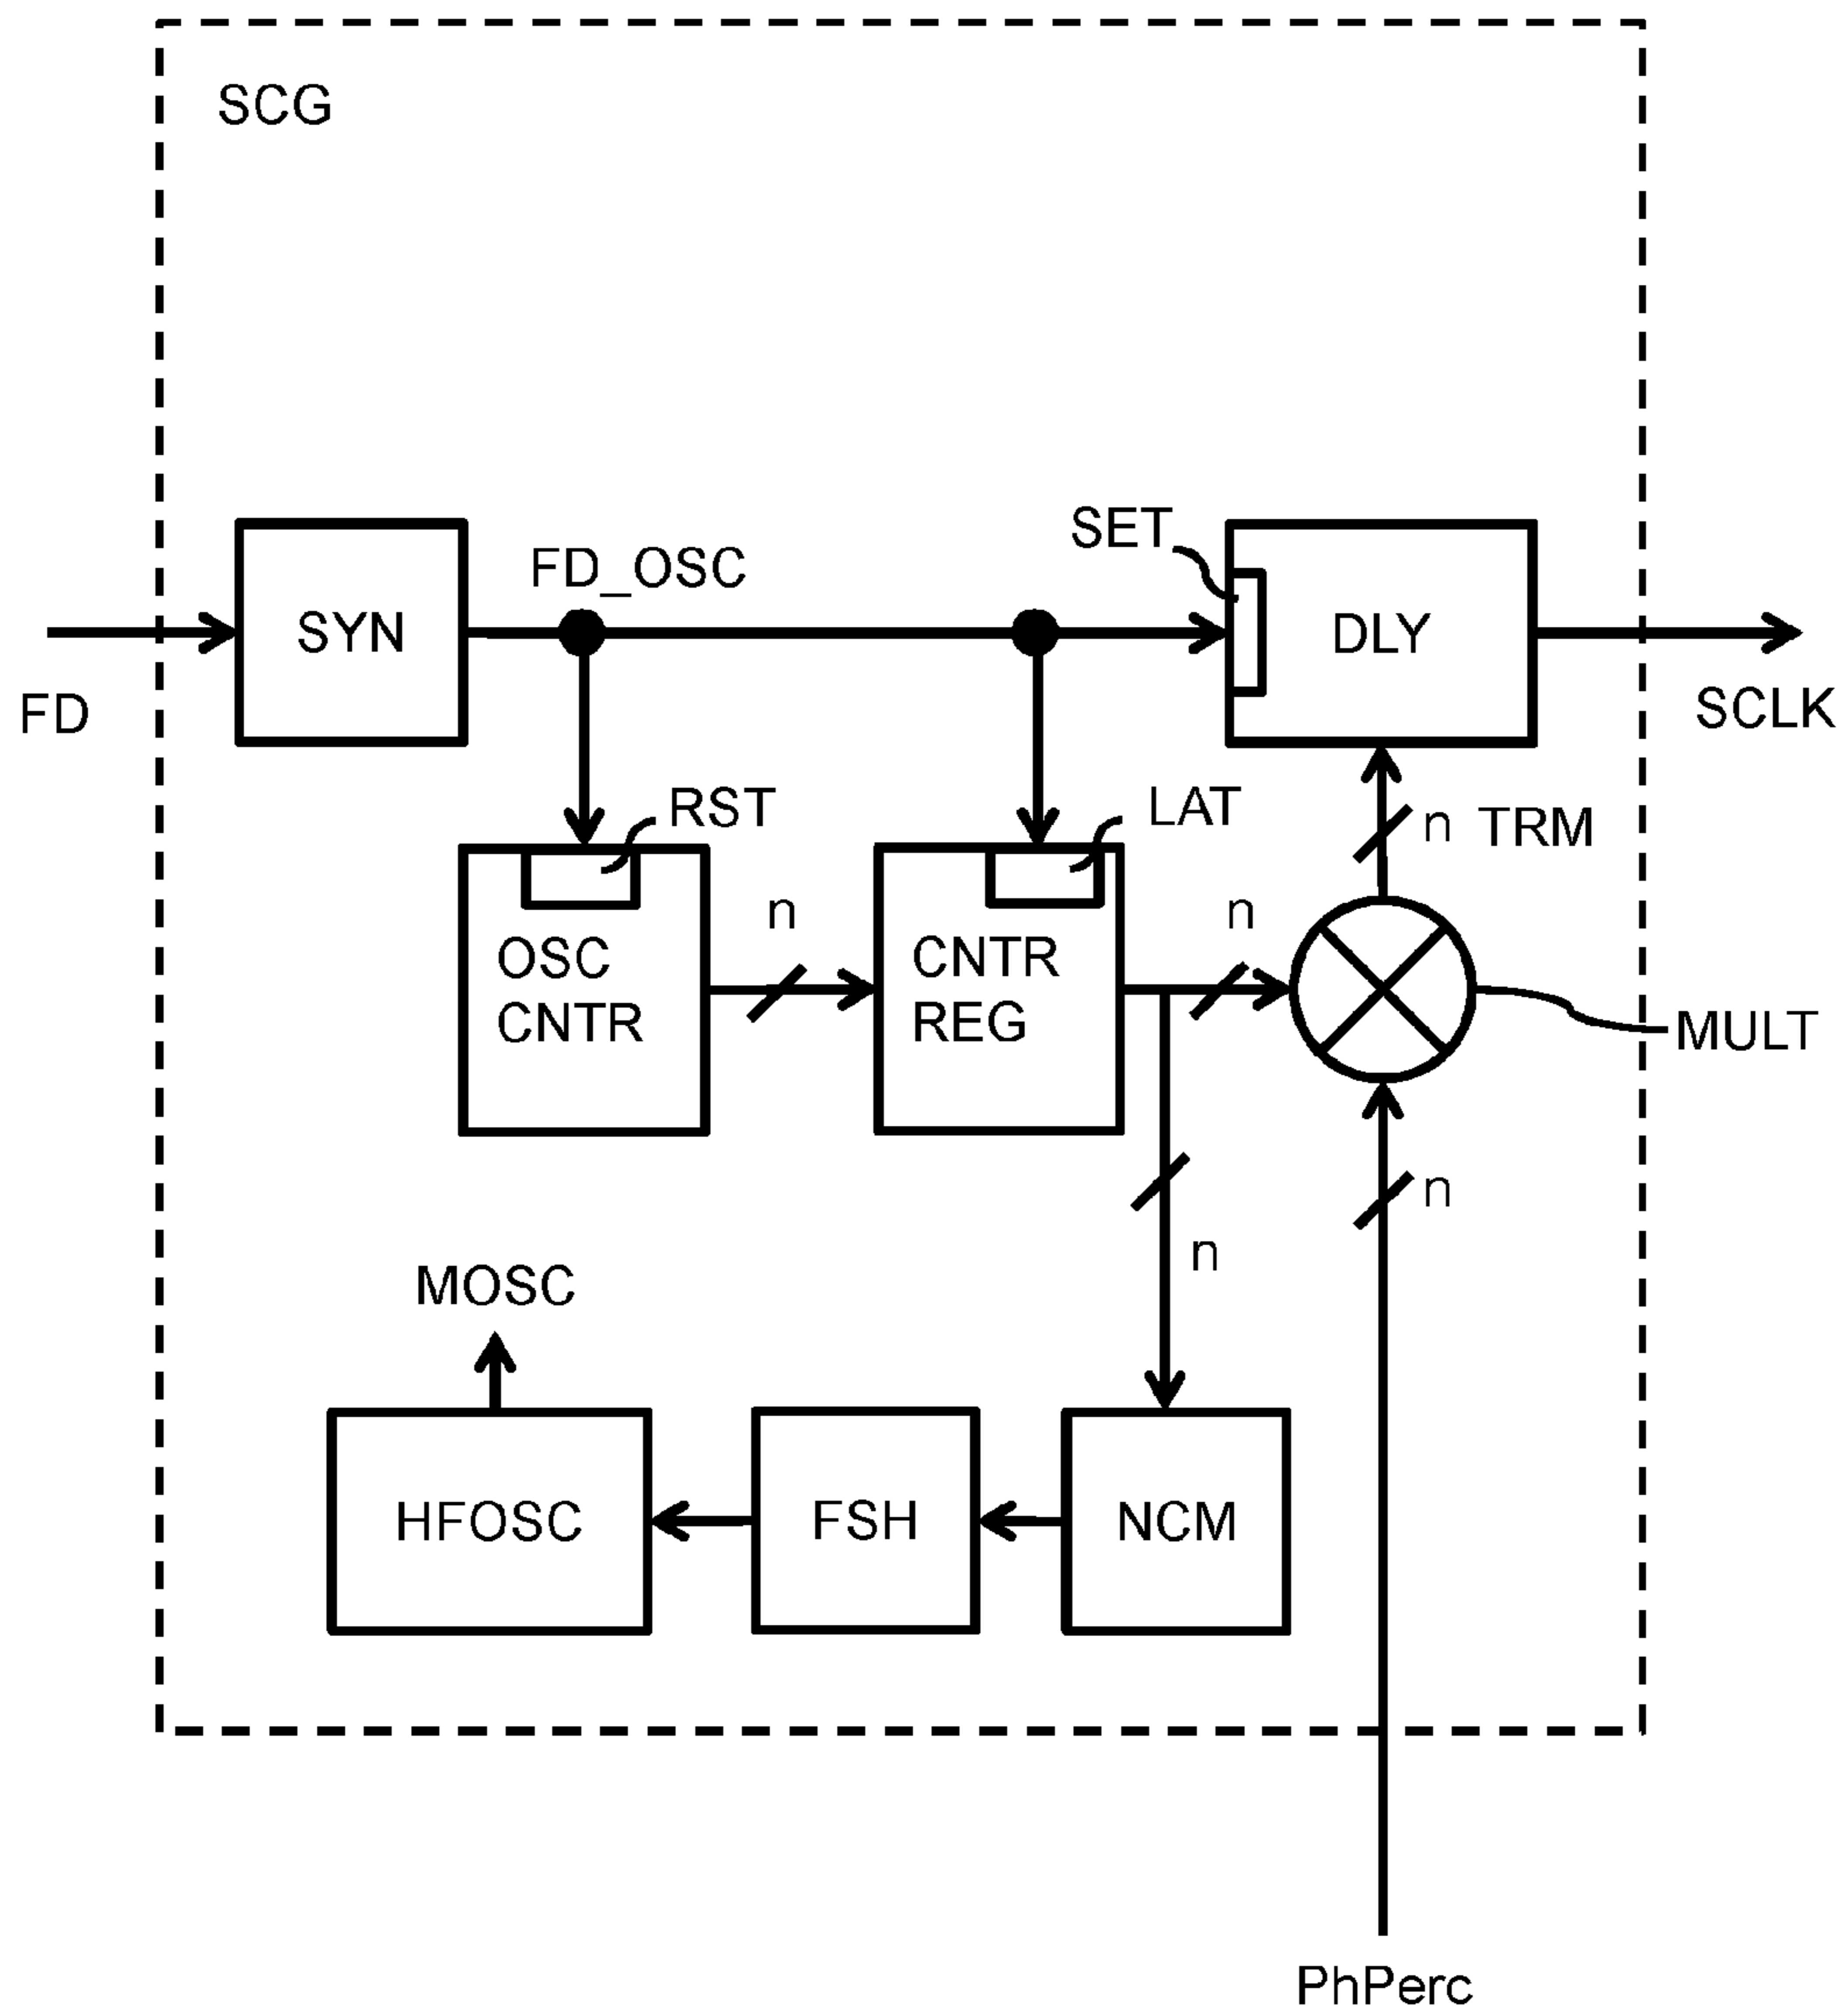 SCG
SET
FD_OSC
SYN
DLY
FD
SCLK
RST
LAT
n TRM
n
n
OSC
CNTR
CNTR
REG
MULT
n
n
MOSC
HFOSC
FSH
NCM
PhPerc